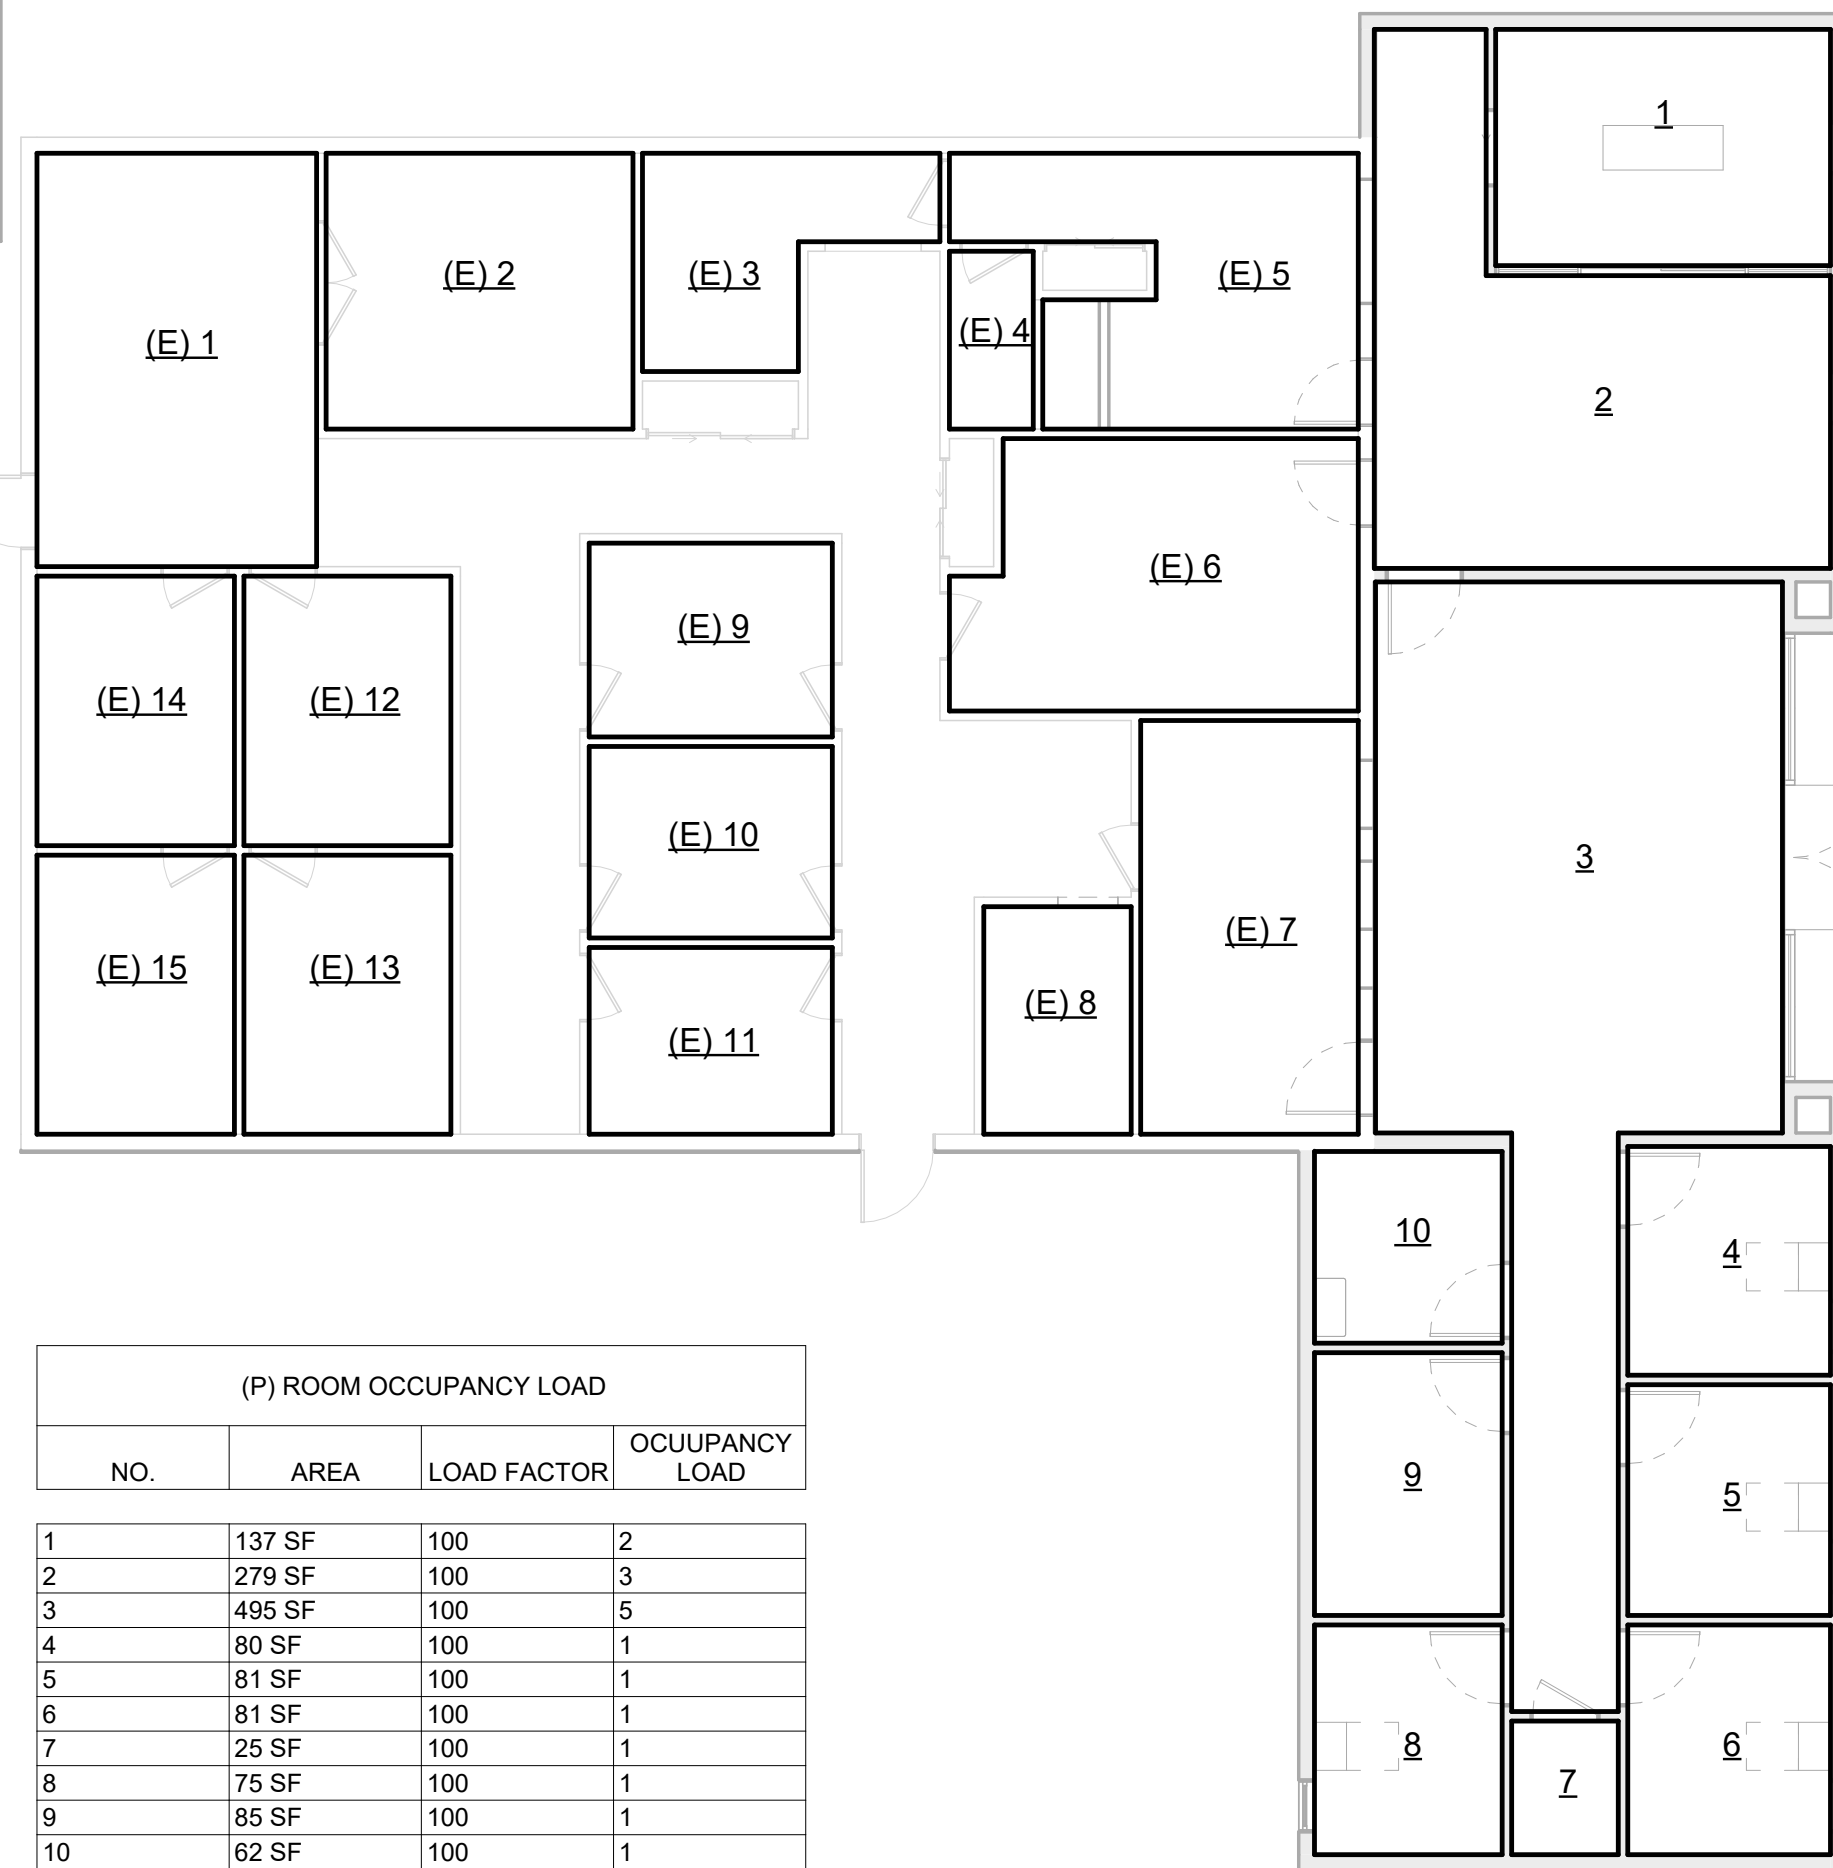 1
(E) 2
(E) 3
(E) 5
(E) 4
(E) 1
2
(E) 6
(E) 9
(E) 14
(E) 12
(E) 10
3
(E) 7
(E) 15
(E) 13
(E) 8
(E) 11
10
4
9
5
8
6
7
(P) ROOM OCCUPANCY LOAD
NO. AREA LOAD FACTOR OCUUPANCY LOAD
1 137 SF 100 2
2 279 SF 100 3
3 495 SF 100 5
4 80 SF 100 1
5 81 SF 100 1
6 81 SF 100 1
7 25 SF 100 1
8 75 SF 100 1
9 85 SF 100 1
10 62 SF 100 1